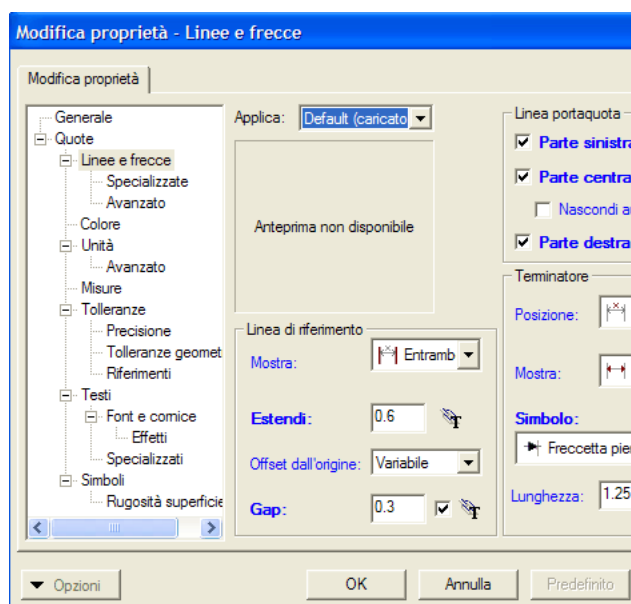 Modifica proprietà - Linee e frecce
Modifica proprietà
Generale
Quote
Linee e frecce
Specializzate
Avanzato
Colore
Unità
Avanzato
Misure
Tolleranze
Precisione
Tolleranze geomet
Riferimenti
Testi
Font e cornice
Effetti
Specializzati
Simboli
Rugosità superficie
Applica: Default (caricato
Anteprima non disponibile
Linea di riferimento
Mostra: Entramb
Estendi: 0.6
Offset dall'origine: Variabile
Gap: 0.3
Linea portaquota
Parte sinistra
Parte centra
Nascondi a
Parte destra
Terminatore
Posizione:
Mostra:
Simbolo:
Freccetta pie
Lunghezza: 1.25
Opzioni
OK
Annulla
Predefinito